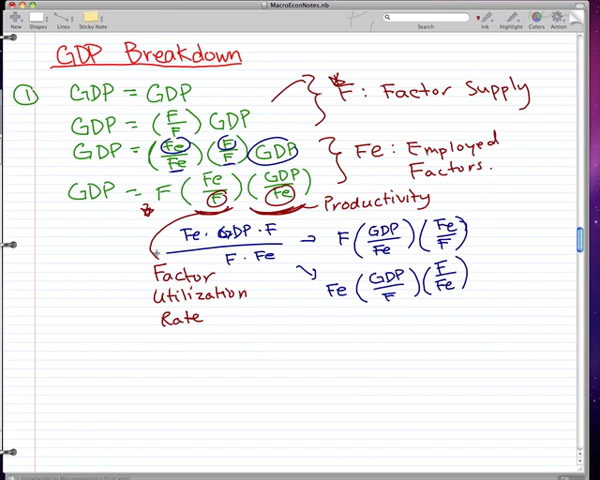 MacroEconNotes.nb
New
Shapes
Lines
Sticky Note
Search
Ink
Highlight
Share
Action
GDP Breakdown
① GDP = GDP
GDP = (F/F) GDP
GDP = (Fe/Fe) (F/F) GDP
GDP = F (Fe/F) (GDP/Fe)
F : Factor Supply
Fe : Employed
Factors.
Productivity
Fe · GDP · F / F · Fe → F (GDP/Fe) (Fe/F)
↘ Fe (GDP/F) (F/Fe)
Factor
Utilization
Rate